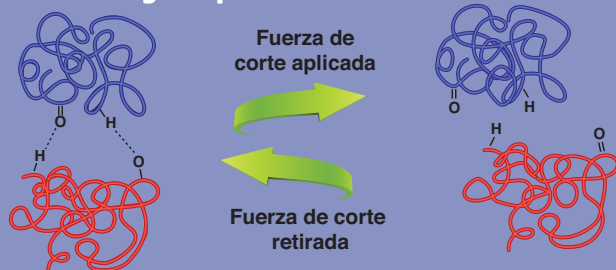 Fuerza de
corte aplicada
O
H
H
O
O
H
H
O
Fuerza de corte
retirada